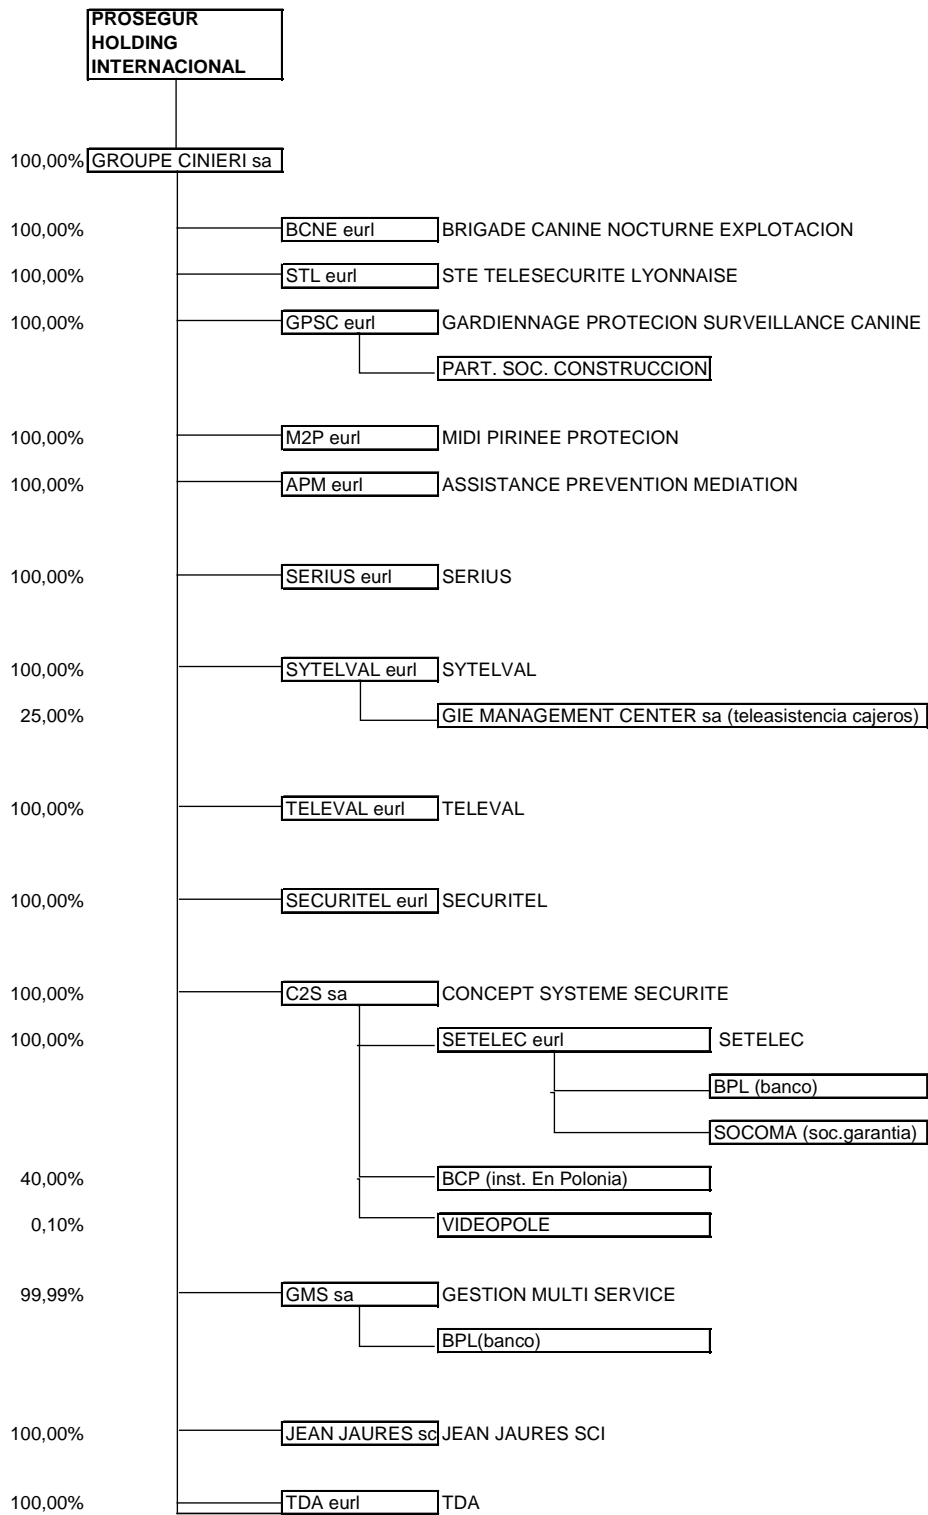 PROSEGUR
HOLDING
INTERNACIONAL
100,00% GROUPE CINIERI sa
100,00% BCNE eurl BRIGADE CANINE NOCTURNE EXPLOTACION
100,00% STL eurl STE TELESECURITE LYONNAISE
100,00% GPSC eurl GARDIENNAGE PROTECION SURVEILLANCE CANINE
PART. SOC. CONSTRUCCION
100,00% M2P eurl MIDI PIRINEE PROTECION
100,00% APM eurl ASSISTANCE PREVENTION MEDIATION
100,00% SERIUS eurl SERIUS
100,00% SYTELVAL eurl SYTELVAL
25,00% GIE MANAGEMENT CENTER sa (teleasistencia cajeros)
100,00% TELEVAL eurl TELEVAL
100,00% SECURITEL eurl SECURITEL
100,00% C2S sa CONCEPT SYSTEME SECURITE
100,00% SETELEC eurl SETELEC
BPL (banco)
SOCOMA (soc.garantia)
40,00% BCP (inst. En Polonia)
0,10% VIDEOPOLE
99,99% GMS sa GESTION MULTI SERVICE
BPL(banco)
100,00% JEAN JAURES sc JEAN JAURES SCI
100,00% TDA eurl TDA